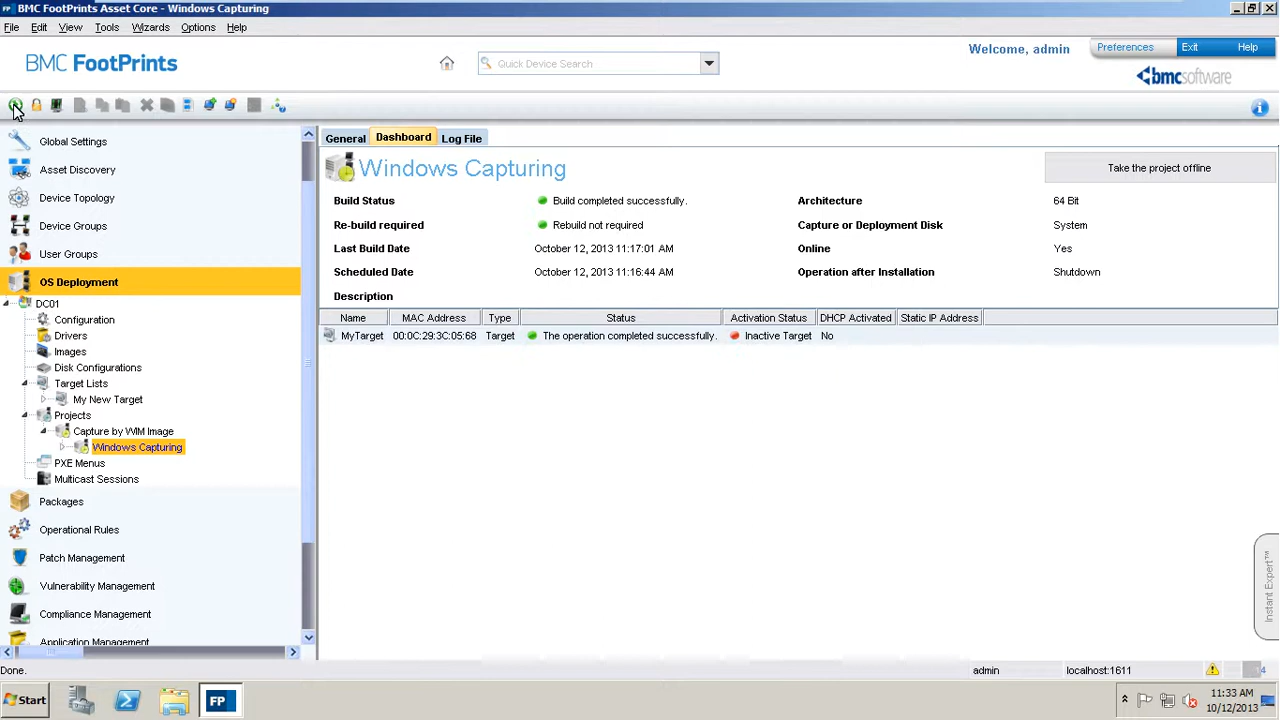 BMC FootPrints Asset Core - Windows Capturing
File Edit View Tools Wizards Options Help
BMC FootPrints
Quick Device Search
Welcome, admin
Preferences Exit Help
bmcsoftware
Global Settings
Asset Discovery
Device Topology
Device Groups
User Groups
OS Deployment
DC01
Configuration
Drivers
Images
Disk Configurations
Target Lists
My New Target
Projects
Capture by WIM Image
Windows Capturing
PXE Menus
Multicast Sessions
Packages
Operational Rules
Patch Management
Vulnerability Management
Compliance Management
Application Management
General Dashboard Log File
Windows Capturing
Take the project offline
Build Status Build completed successfully. Architecture 64 Bit
Re-build required Rebuild not required Capture or Deployment Disk System
Last Build Date October 12, 2013 11:17:01 AM Online Yes
Scheduled Date October 12, 2013 11:16:44 AM Operation after Installation Shutdown
Description
Name MAC Address Type Status Activation Status DHCP Activated Static IP Address
MyTarget 00:0C:29:3C:05:68 Target The operation completed successfully. Inactive Target No
Instant Expert™
Done. admin localhost:1611
Start FP 11:33 AM
10/12/2013